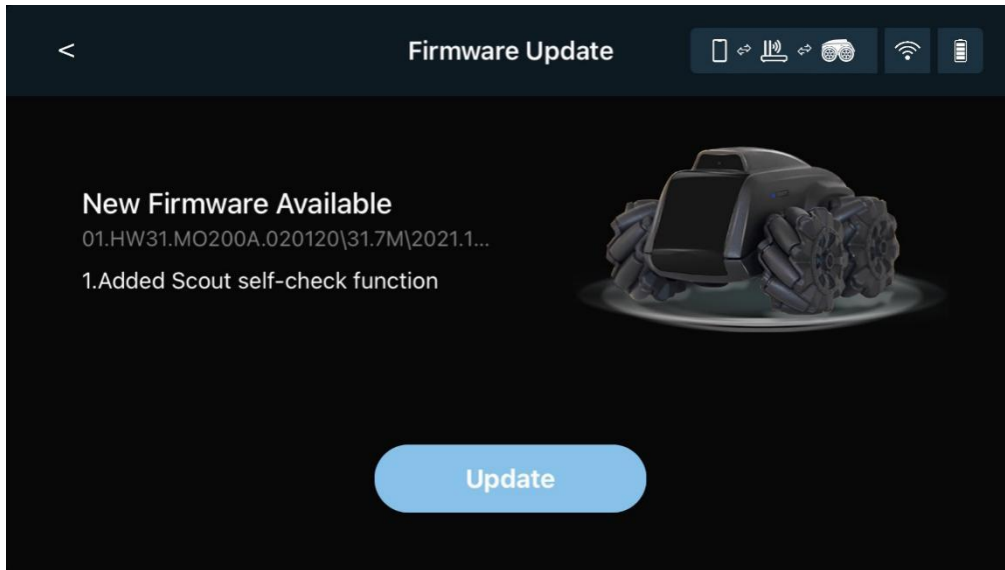 <
Firmware Update
New Firmware Available
01.HW31.MO200A.020120\31.7M\2021.1...
1.Added Scout self-check function
Update